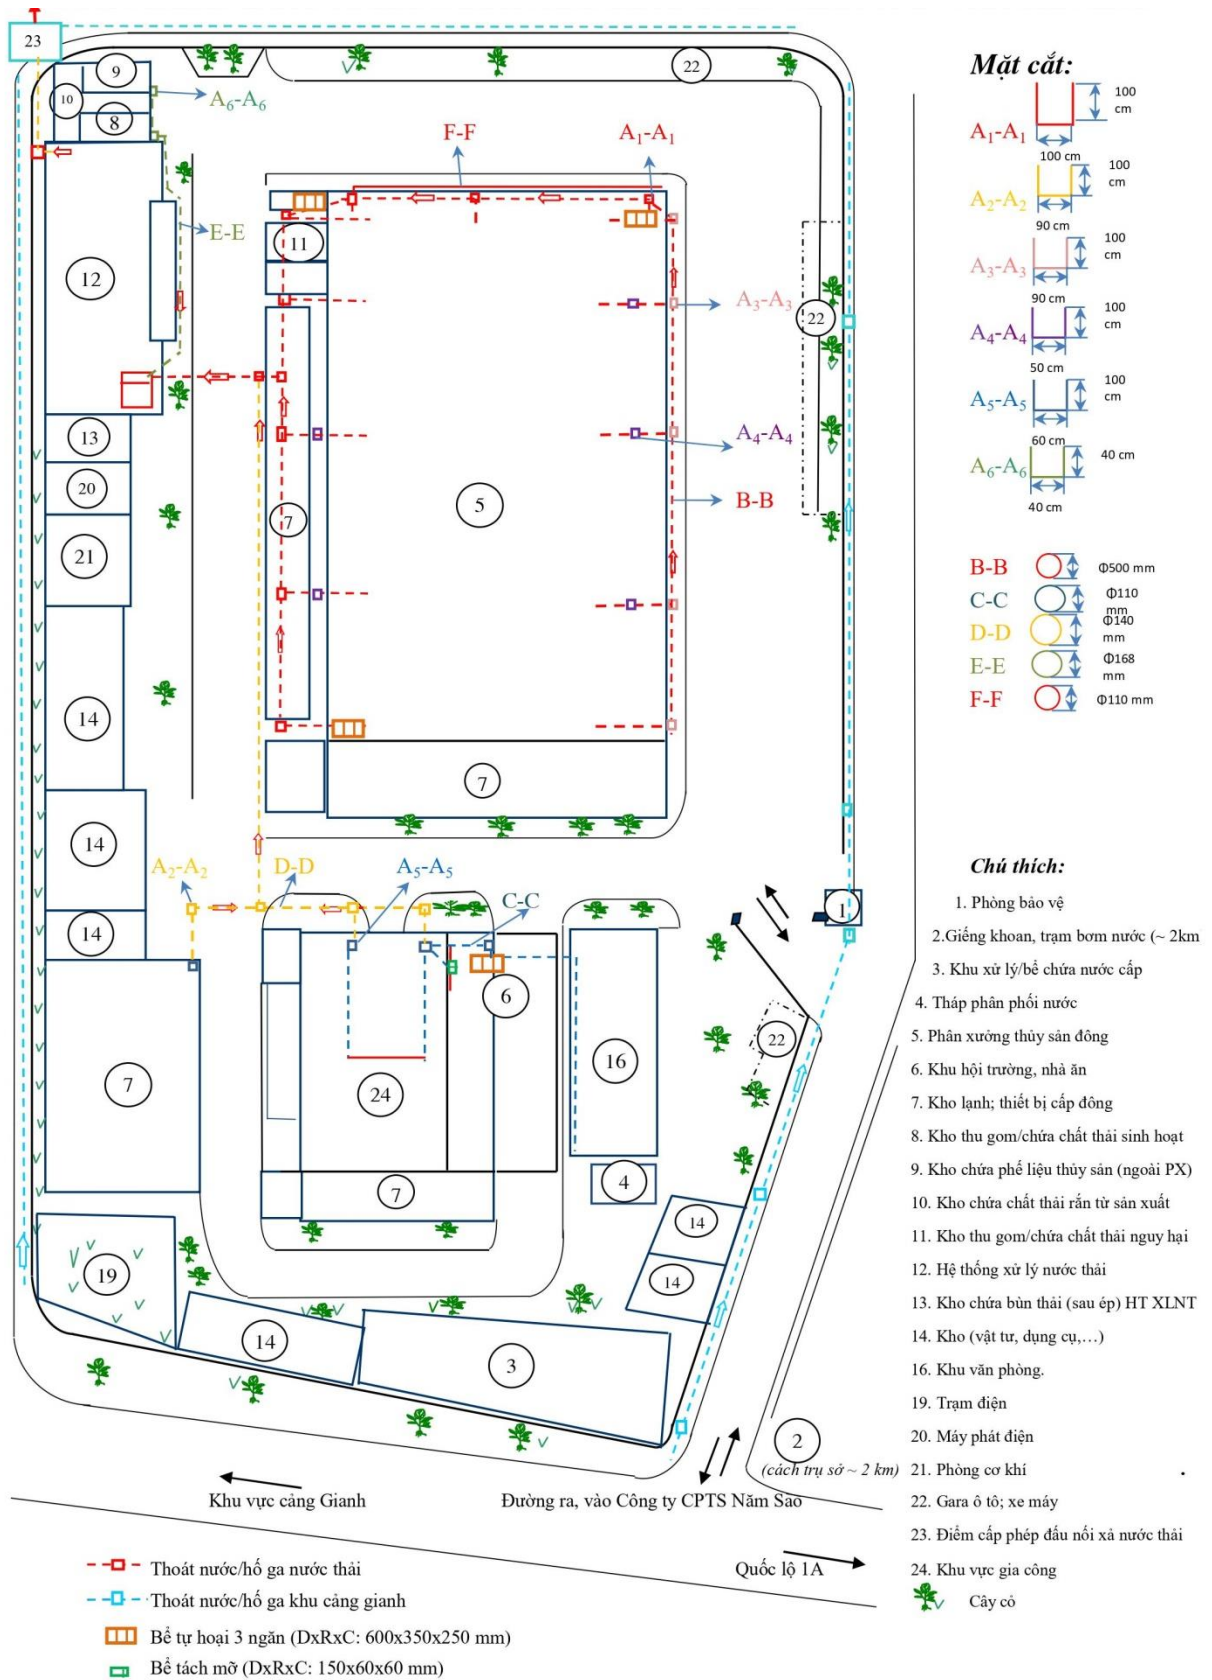 23
9
22
10
8
A6-A6
F-F
A1-A1
E-E
11
12
A3-A3
22
A4-A4
13
B-B
20
5
7
21
14
7
14
A2-A2
D-D
A5-A5
C-C
1
14
6
22
16
7
24
4
7
14
19
14
14
3
2
(cách trụ sở ~ 2 km)
Khu vực cảng Gianh
Đường ra, vào Công ty CPTS Năm Sao
Quốc lộ 1A
Mặt cắt:
A1-A1
100 cm
100 cm
A2-A2
100 cm
90 cm
A3-A3
100 cm
90 cm
A4-A4
100 cm
50 cm
A5-A5
100 cm
60 cm
A6-A6
40 cm
40 cm
B-B
Φ500 mm
C-C
Φ110 mm
D-D
Φ140 mm
E-E
Φ168 mm
F-F
Φ110 mm
Chú thích:
1. Phòng bảo vệ
2.Giếng khoan, trạm bơm nước (~ 2km
3. Khu xử lý/bể chứa nước cấp
4. Tháp phân phối nước
5. Phân xưởng thủy sản đông
6. Khu hội trường, nhà ăn
7. Kho lạnh; thiết bị cấp đông
8. Kho thu gom/chứa chất thải sinh hoạt
9. Kho chứa phế liệu thủy sản (ngoài PX)
10. Kho chứa chất thải rắn từ sản xuất
11. Kho thu gom/chứa chất thải nguy hại
12. Hệ thống xử lý nước thải
13. Kho chứa bùn thải (sau ép) HT XLNT
14. Kho (vật tư, dụng cụ,…)
16. Khu văn phòng.
19. Trạm điện
20. Máy phát điện
21. Phòng cơ khí
22. Gara ô tô; xe máy
23. Điểm cấp phép đấu nối xả nước thải
24. Khu vực gia công
Cây cỏ
Thoát nước/hố ga nước thải
Thoát nước/hố ga khu cảng gianh
Bể tự hoại 3 ngăn (DxRxC: 600x350x250 mm)
Bể tách mỡ (DxRxC: 150x60x60 mm)